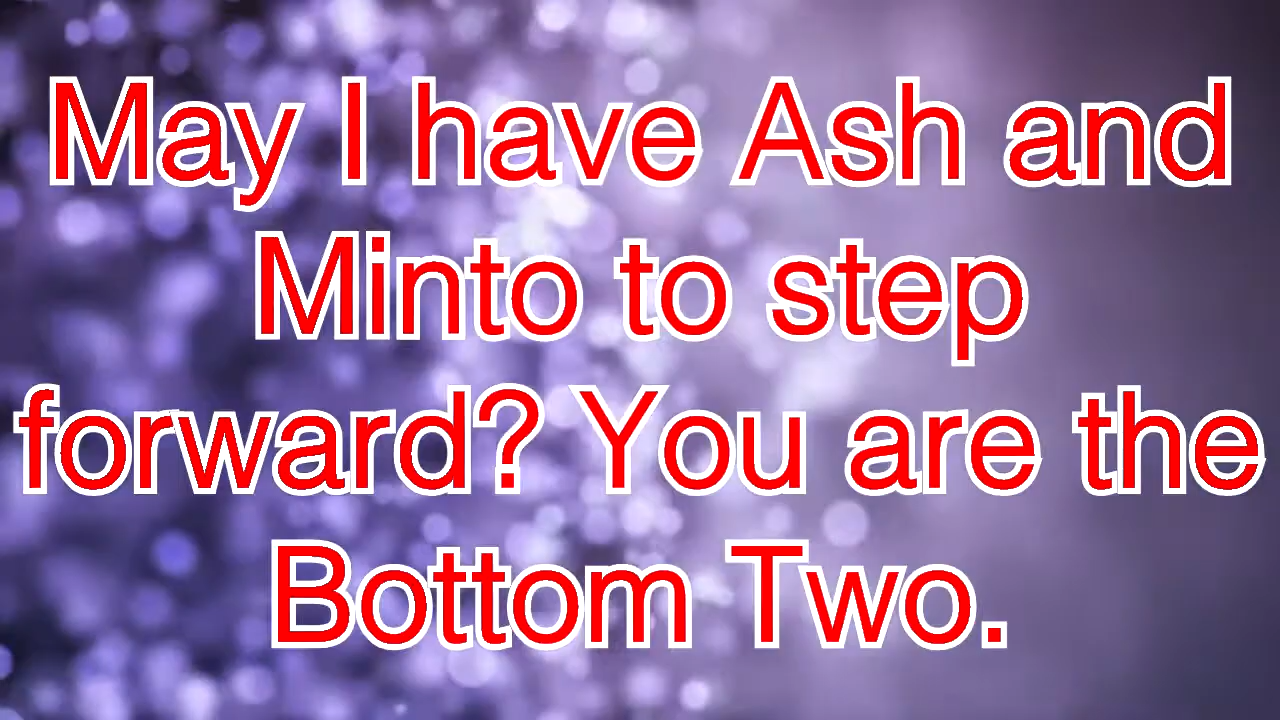 May I have Ash and
Minto to step
forward? You are the
Bottom Two.